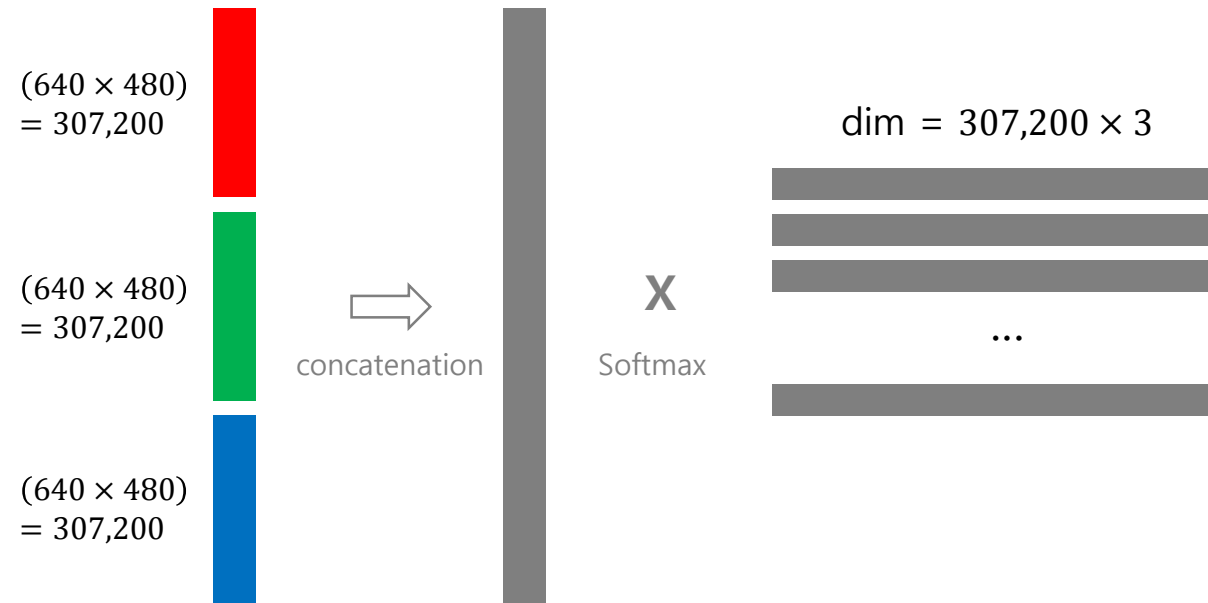 (640 × 480)
= 307,200
(640 × 480)
= 307,200
(640 × 480)
= 307,200
concatenation
X
Softmax
dim = 307,200 × 3
...